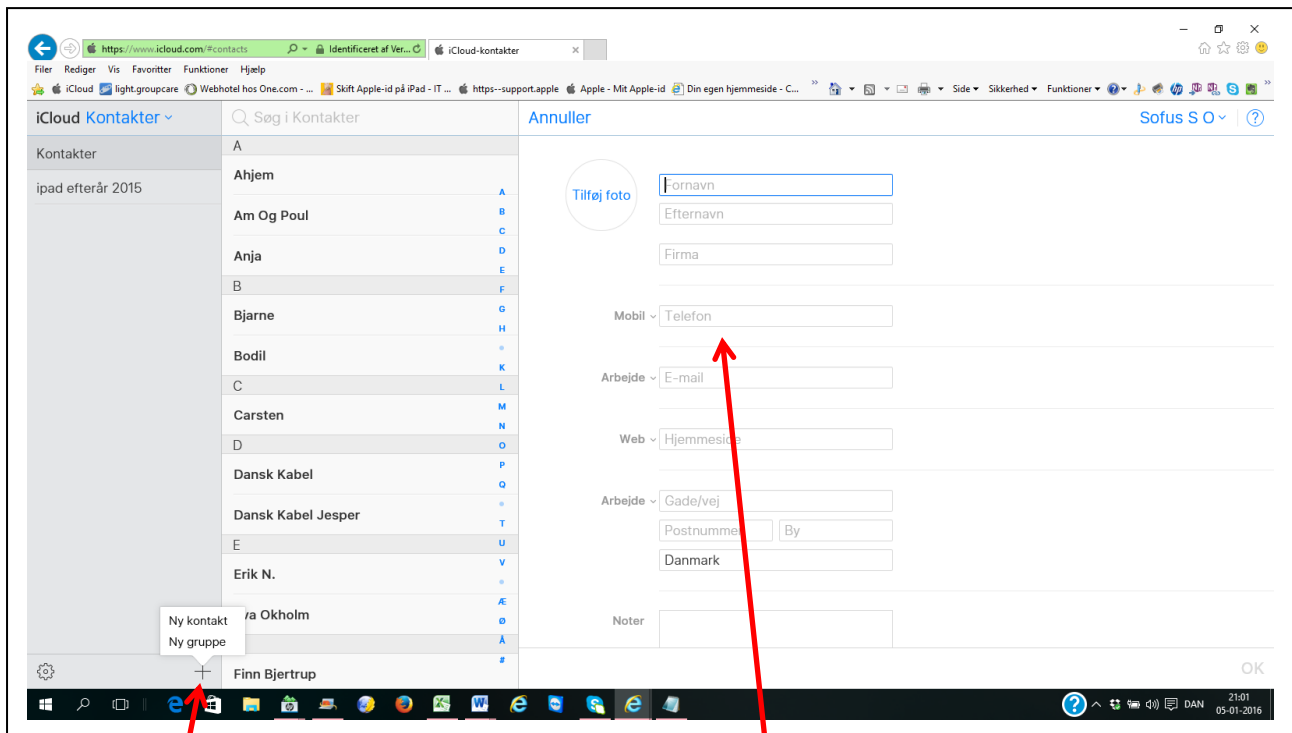 https://www.icloud.com/#contacts
Identificeret af Ver...
iCloud-kontakter
Filer Rediger Vis Favoritter Funktioner Hjælp
iCloud light.groupcare Webhotel hos One.com - ... Skift Apple-id på iPad - IT ... https--support.apple Apple - Mit Apple-id Din egen hjemmeside - C... Side Sikkerhed Funktioner
iCloud Kontakter
Søg i Kontakter
Annuller
Sofus S O
Kontakter
ipad efterår 2015
Ny kontakt
Ny gruppe
A
Ahjem
Am Og Poul
Anja
B
Bjarne
Bodil
C
Carsten
D
Dansk Kabel
Dansk Kabel Jesper
E
Erik N.
va Okholm
Finn Bjertrup
A
B
C
D
E
F
G
H
K
L
M
N
O
P
Q
T
U
V
Æ
Ø
Å
#
Tilføj foto
Fornavn
Efternavn
Firma
Mobil Telefon
Arbejde E-mail
Web Hjemmeside
Arbejde Gade/vej
Postnummer By
Danmark
Noter
OK
DAN
21:01
05-01-2016